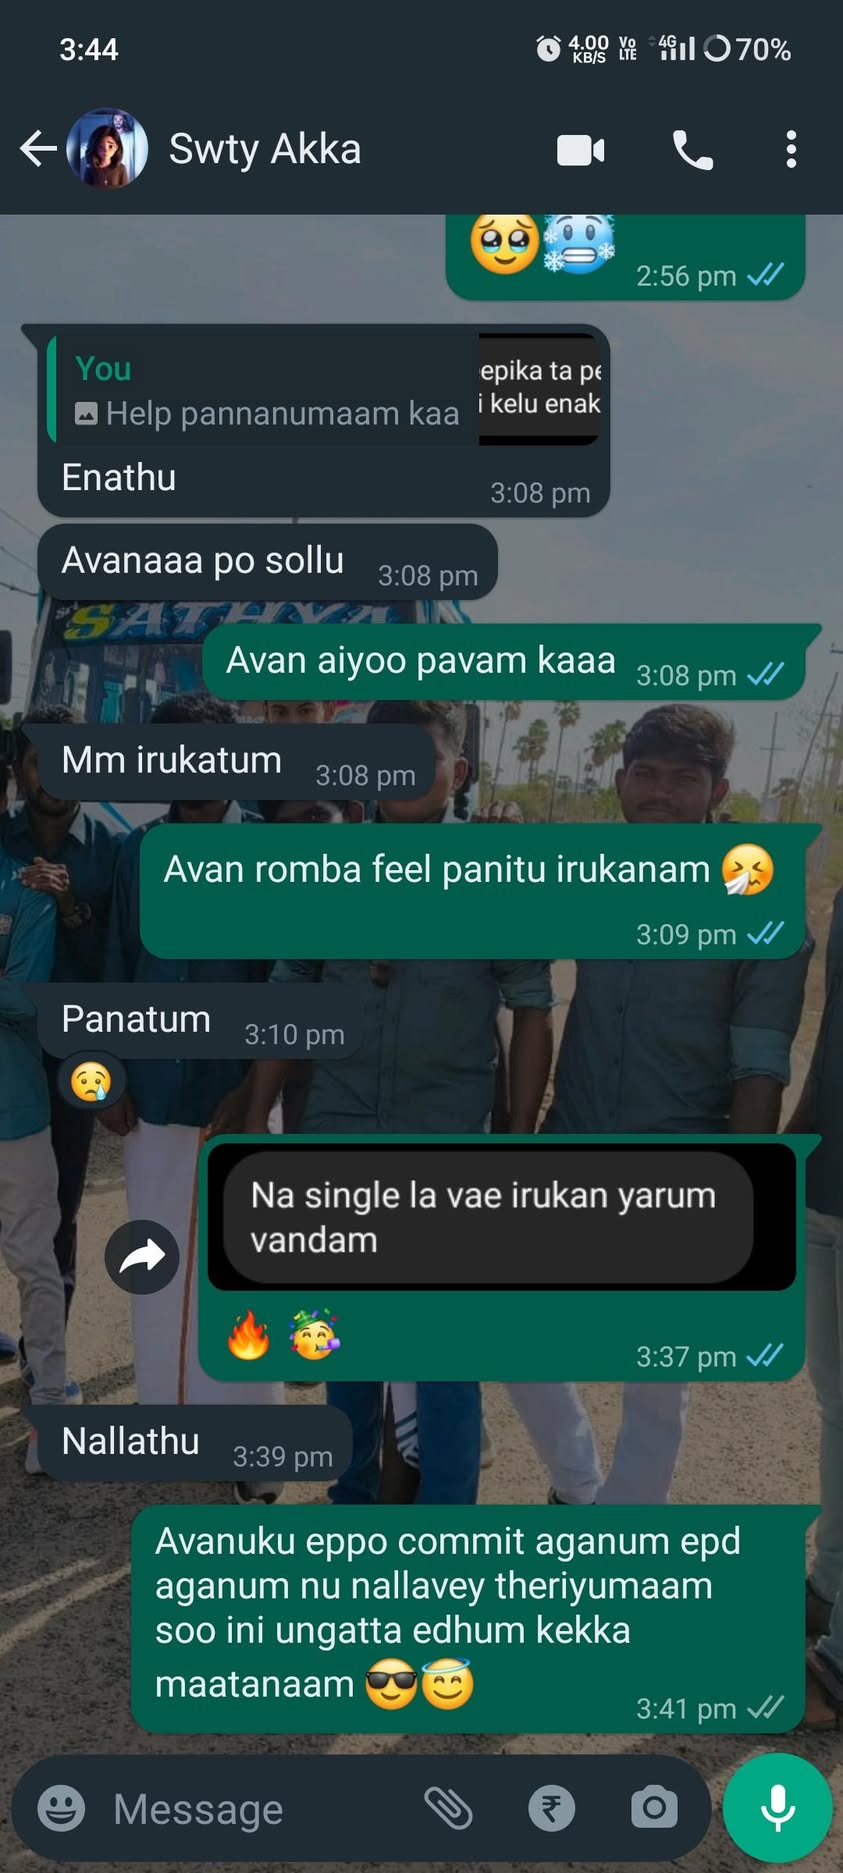 3:44
4.00
KB/S
Vo
LTE
4G
70%
Swty Akka
2:56 pm
You
Help pannanumaam kaa
epika ta pe
i kelu enak
Enathu
3:08 pm
Avanaaa po sollu
3:08 pm
SATHYA
Avan aiyoo pavam kaaa
3:08 pm
Mm irukatum
3:08 pm
Avan romba feel panitu irukanam
3:09 pm
Panatum
3:10 pm
Na single la vae irukan yarum
vandam
3:37 pm
Nallathu
3:39 pm
Avanuku eppo commit aganum epd
aganum nu nallavey theriyumaam
soo ini ungatta edhum kekka
maatanaam
3:41 pm
Message
₹